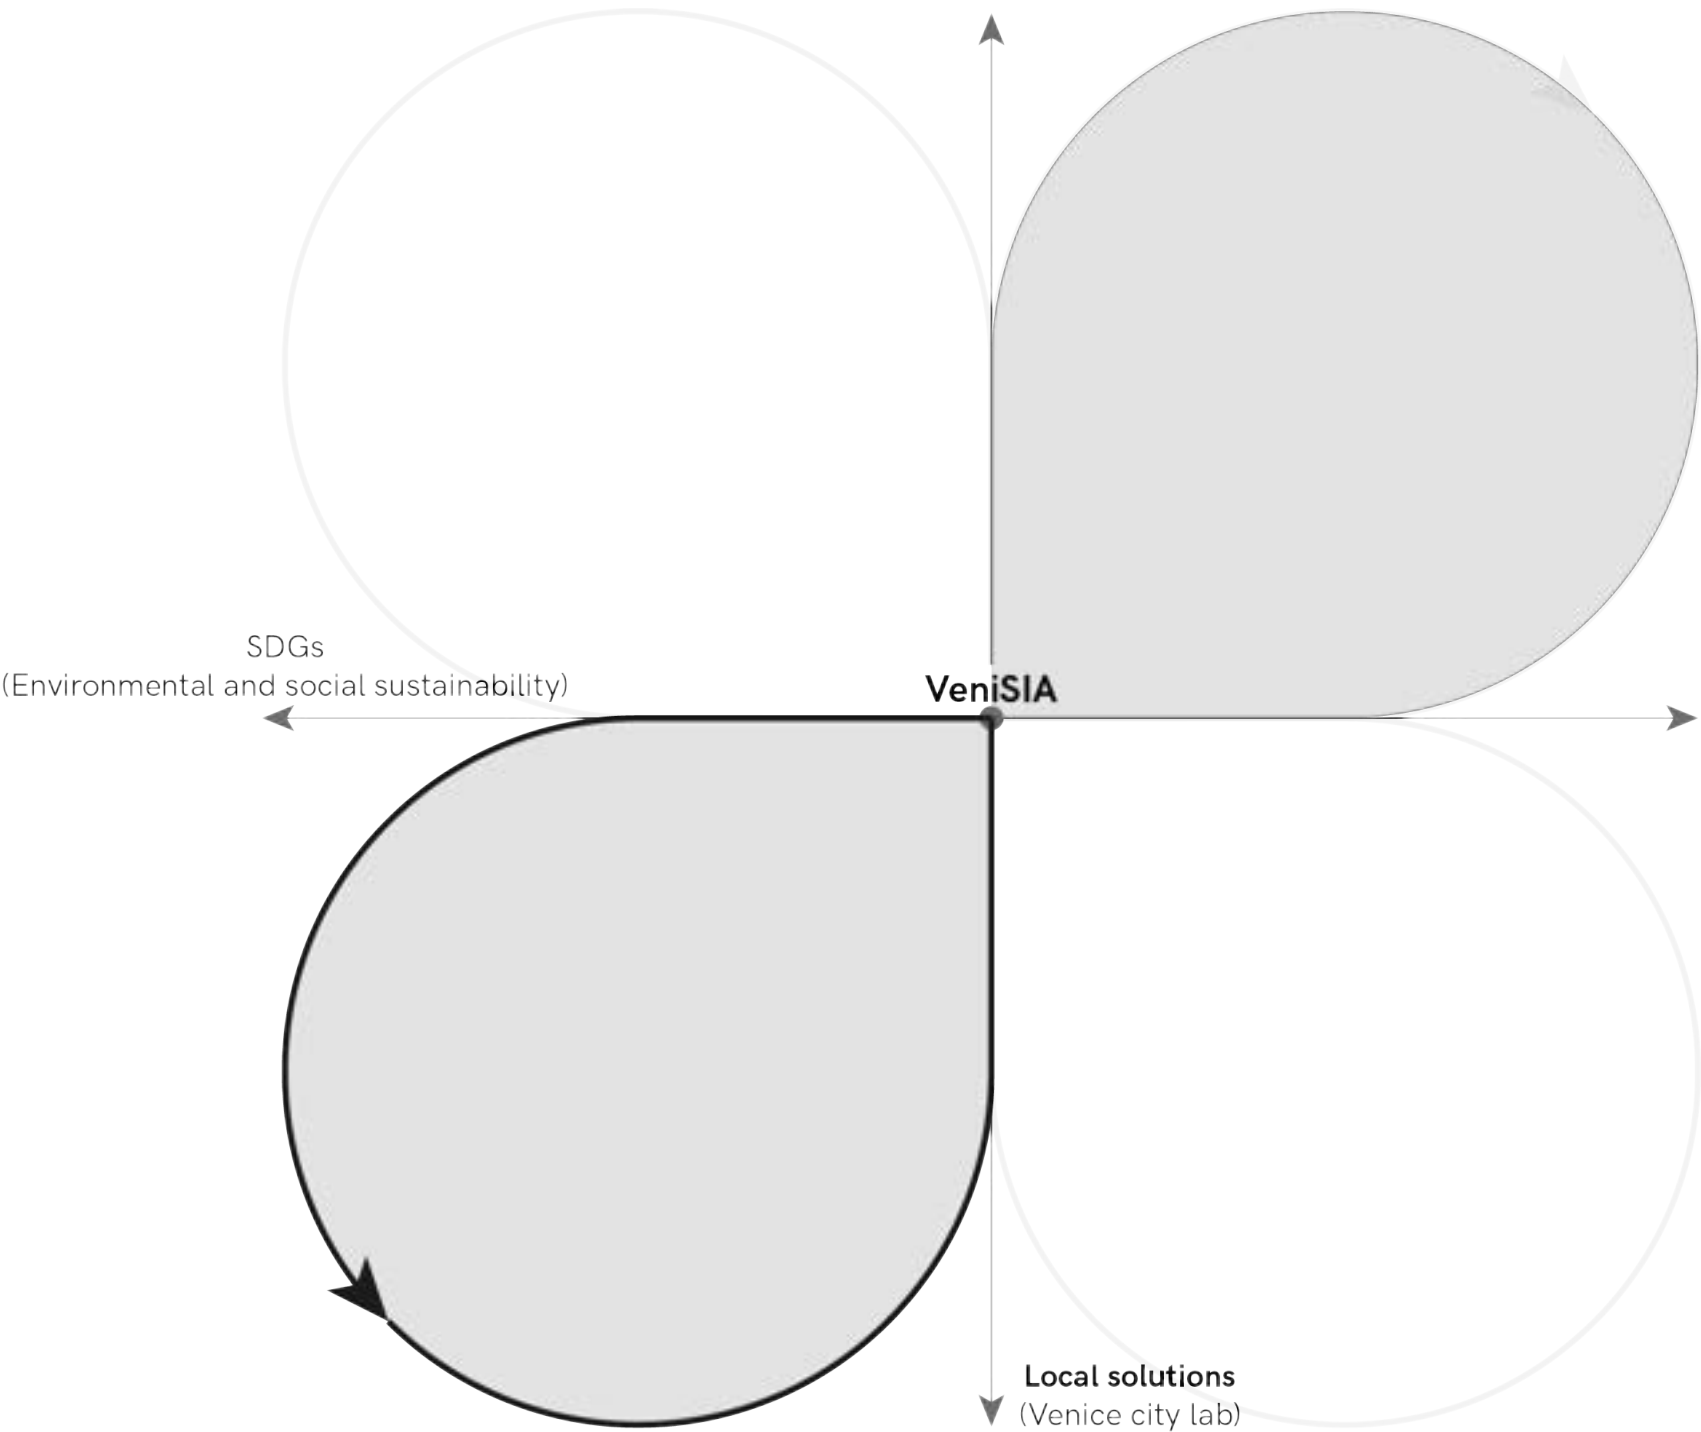 SDGs
(Environmental and social sustainability)
VeniSIA
Local solutions
(Venice city lab)